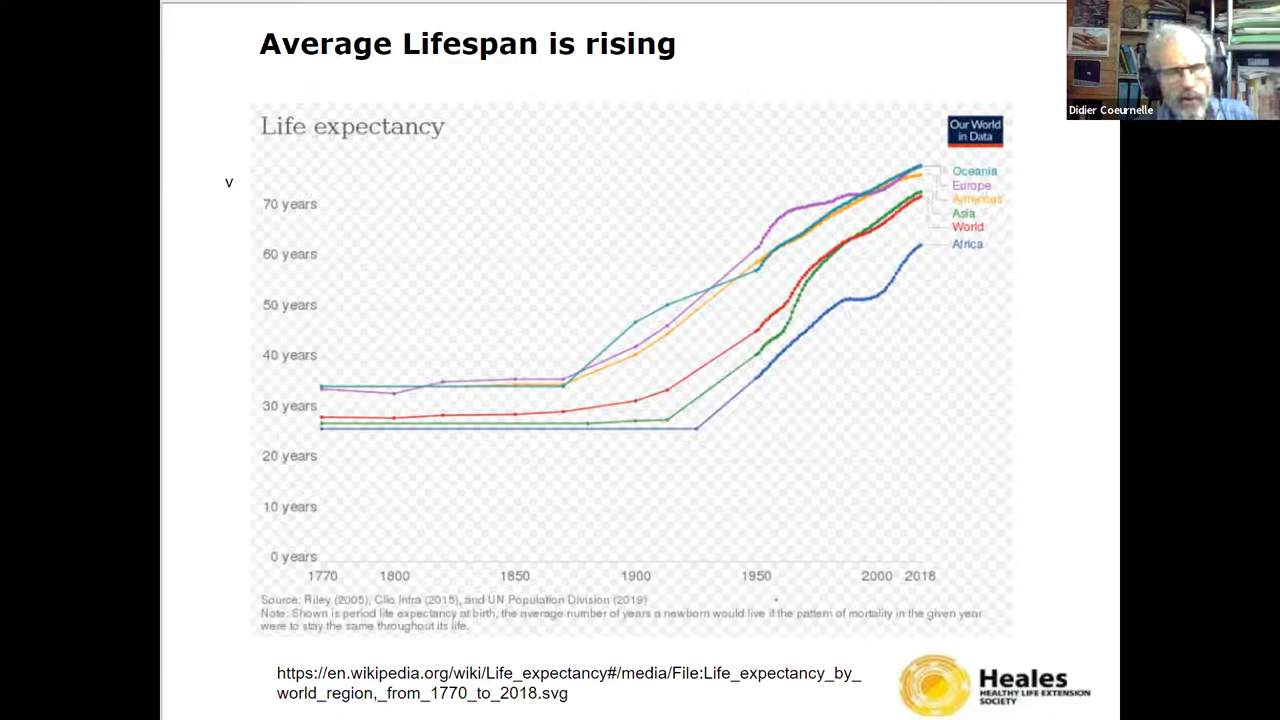 Average Lifespan is rising
Didier Coeurnelle
Life expectancy
Our World
in Data
v
Oceania
Europe
Americas
Asia
World
Africa
70 years
60 years
50 years
40 years
30 years
20 years
10 years
0 years
1770 1800 1850 1900 1950 2000 2018
Source: Riley (2005), Clio Infra (2015), and UN Population Division (2019)
Note: Shown is period life expectancy at birth, the average number of years a newborn would live if the pattern of mortality in the given year
were to stay the same throughout its life.
https://en.wikipedia.org/wiki/Life_expectancy#/media/File:Life_expectancy_by_
world_region,_from_1770_to_2018.svg
Heales
HEALTHY LIFE EXTENSION
SOCIETY